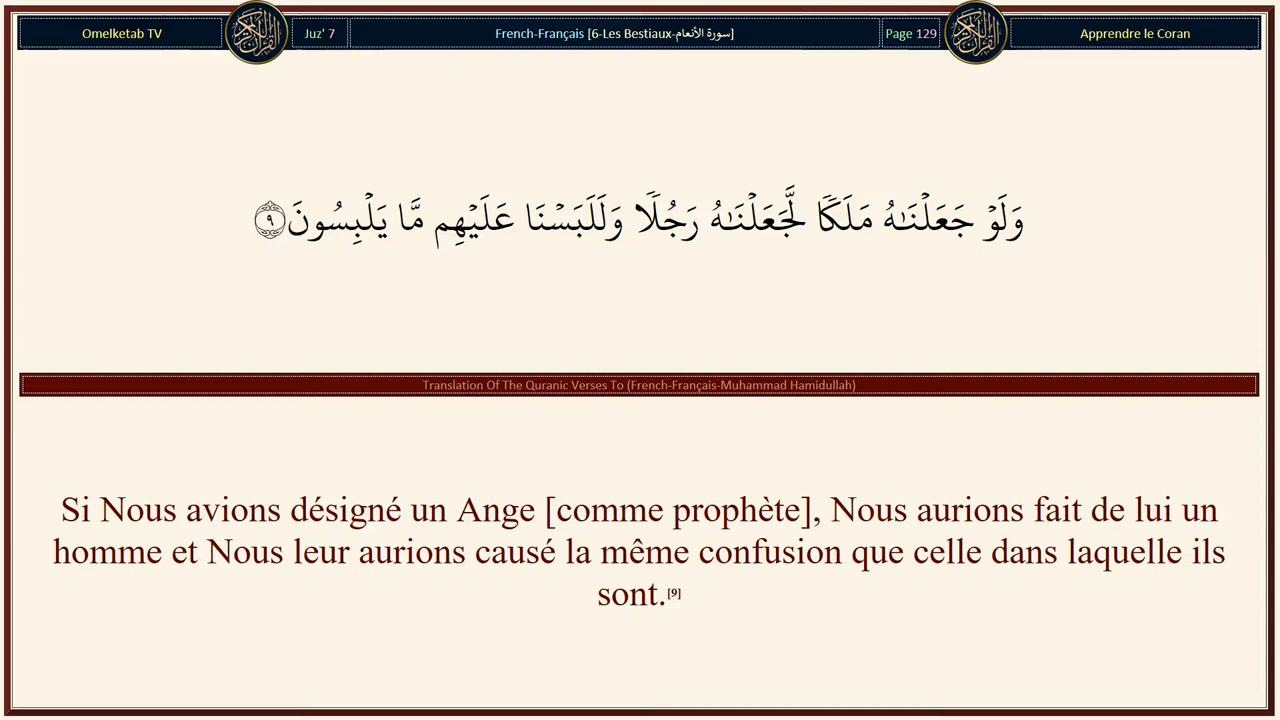 Omelketab TV
Juz' 7
French-Français [6-Les Bestiaux-سورة الأنعام]
Page 129
Apprendre le Coran
وَلَوۡ جَعَلۡنَٰهُ مَلَكٗا لَّجَعَلۡنَٰهُ رَجُلٗا وَلَلَبَسۡنَا عَلَيۡهِم مَّا يَلۡبِسُونَ ٩
Translation Of The Quranic Verses To (French-Français-Muhammad Hamidullah)
Si Nous avions désigné un Ange [comme prophète], Nous aurions fait de lui un
homme et Nous leur aurions causé la même confusion que celle dans laquelle ils
sont.[9]